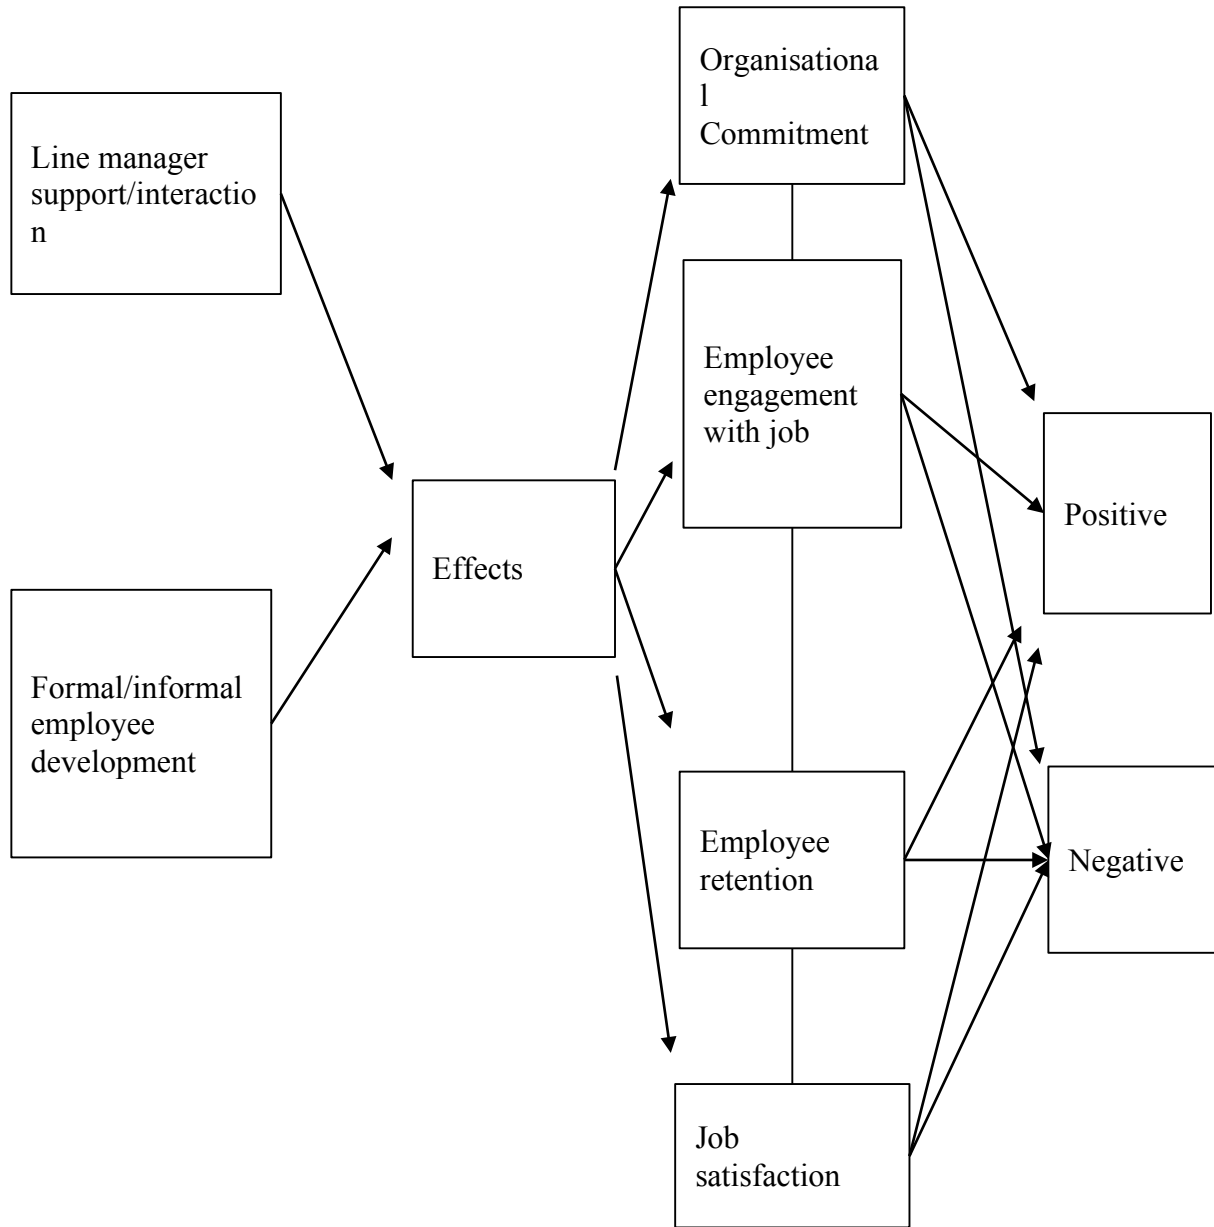 Organisationa
l
Commitment
Line manager
support/interactio
n
Employee
engagement
with job
Positive
Effects
Formal/informal
employee
development
Employee
retention
Negative
Job
satisfaction